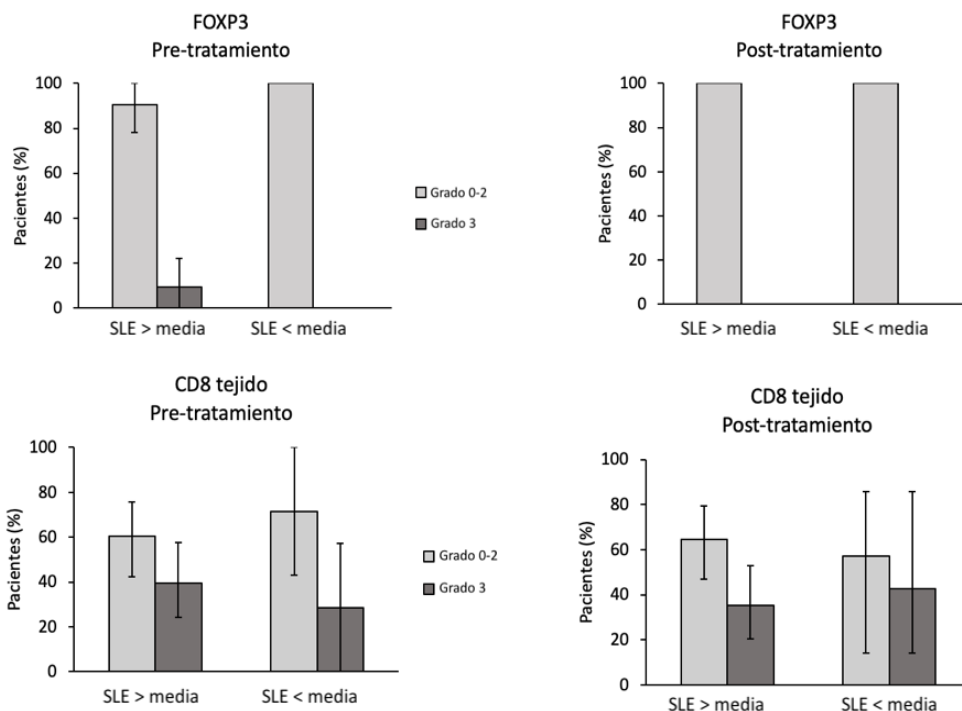 FOXP3
Pre-tratamiento
Pacientes (%)
100
80
60
40
20
0
SLE > media
SLE < media
Grado 0-2
Grado 3
FOXP3
Post-tratamiento
Pacientes (%)
100
80
60
40
20
0
SLE > media
SLE < media
CD8 tejido
Pre-tratamiento
Pacientes (%)
100
80
60
40
20
0
SLE > media
SLE < media
Grado 0-2
Grado 3
CD8 tejido
Post-tratamiento
Pacientes (%)
100
80
60
40
20
0
SLE > media
SLE < media